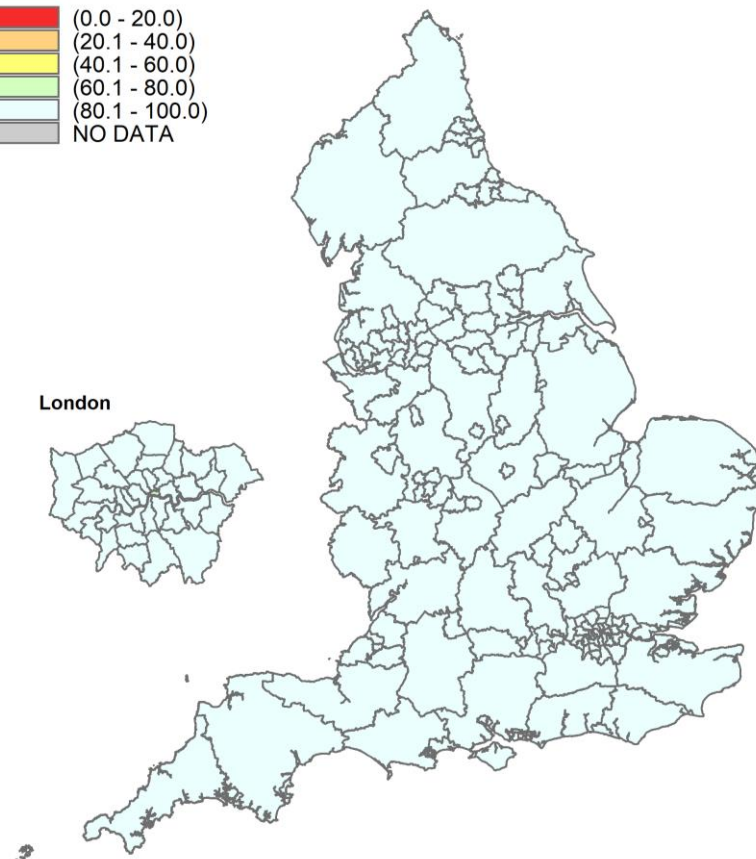 (0.0 - 20.0)
(20.1 - 40.0)
(40.1 - 60.0)
(60.1 - 80.0)
(80.1 - 100.0)
NO DATA
London